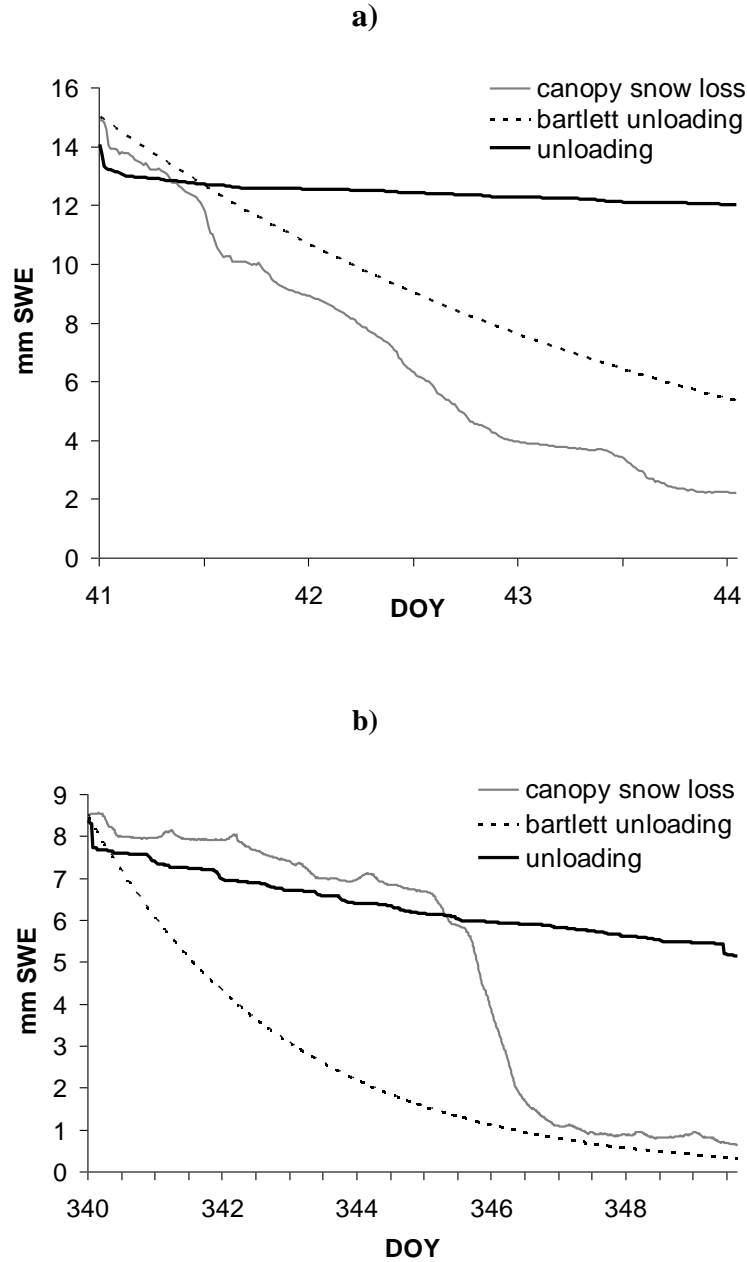 a)
16
14
12
10
8
6
4
2
0
mm SWE
canopy snow loss
bartlett unloading
unloading
41 42 43 44
DOY
b)
9
8
7
6
5
4
3
2
1
0
mm SWE
canopy snow loss
bartlett unloading
unloading
340 342 344 346 348
DOY